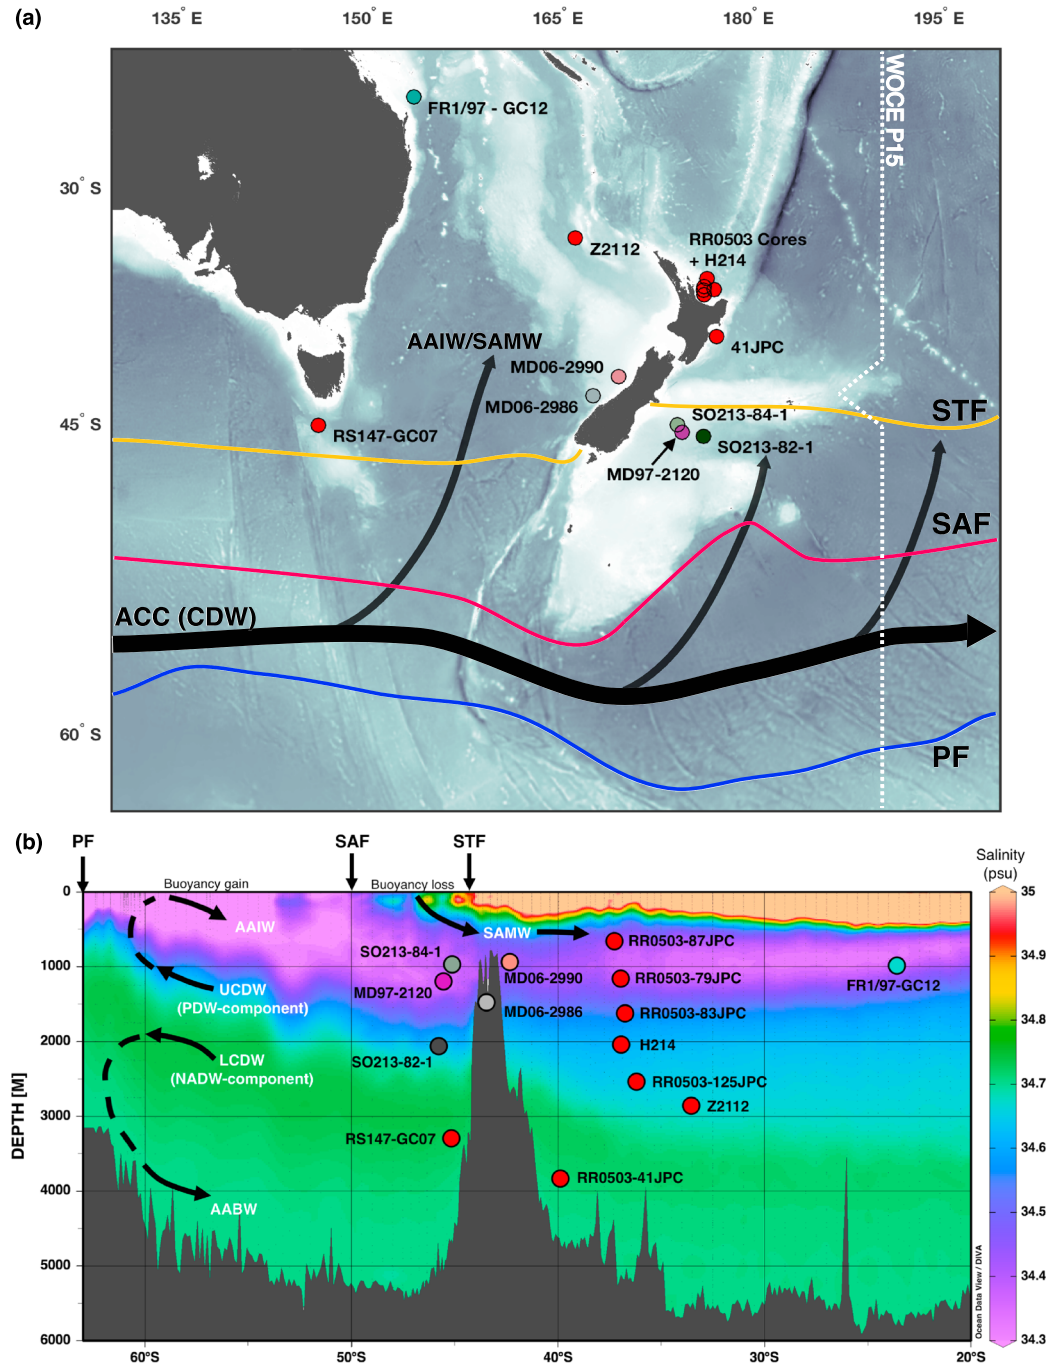 (a)
135° E 150° E 165° E 180° E 195° E
WOCE P15
FR1/97 - GC12
30° S
Z2112
RR0503 Cores
+ H214
AAIW/SAMW
41JPC
MD06-2990
MD06-2986
45° S
RS147-GC07
SO213-84-1
SO213-82-1
MD97-2120
STF
SAF
ACC (CDW)
60° S
PF
(b)
PF SAF STF
Salinity
(psu)
Buoyancy gain Buoyancy loss
0
1000
2000
3000
4000
5000
6000
DEPTH [M]
AAIW
SAMW
UCDW
(PDW-component)
LCDW
(NADW-component)
AABW
SO213-84-1
MD97-2120
SO213-82-1
RS147-GC07
MD06-2990
MD06-2986
RR0503-87JPC
RR0503-79JPC
RR0503-83JPC
H214
RR0503-125JPC
Z2112
RR0503-41JPC
FR1/97-GC12
35
34.9
34.8
34.7
34.6
34.5
34.4
34.3
Ocean Data View / DIVA
60°S 50°S 40°S 30°S 20°S